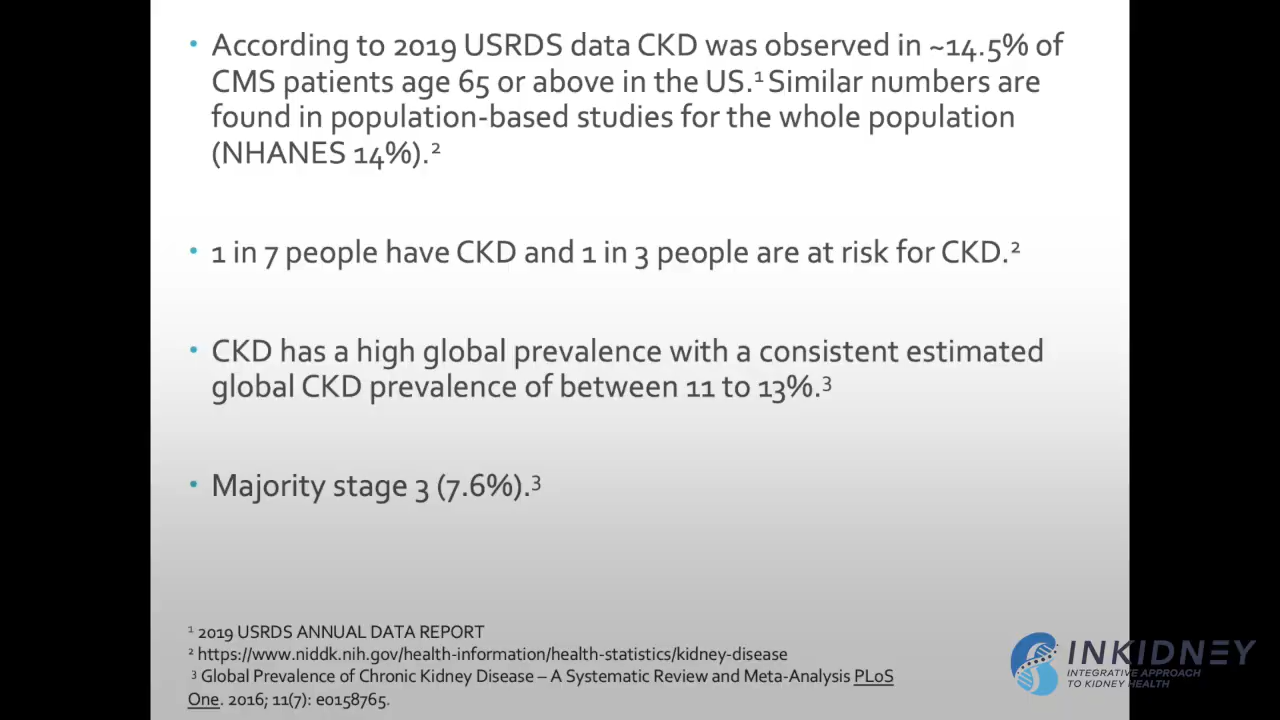 • According to 2019 USRDS data CKD was observed in ~14.5% of
CMS patients age 65 or above in the US.¹ Similar numbers are
found in population-based studies for the whole population
(NHANES 14%).²
• 1 in 7 people have CKD and 1 in 3 people are at risk for CKD.²
• CKD has a high global prevalence with a consistent estimated
global CKD prevalence of between 11 to 13%.³
• Majority stage 3 (7.6%).³
¹ 2019 USRDS ANNUAL DATA REPORT
² https://www.niddk.nih.gov/health-information/health-statistics/kidney-disease
³ Global Prevalence of Chronic Kidney Disease – A Systematic Review and Meta-Analysis PLoS
One. 2016; 11(7): e0158765.
INKIDNEY
INTEGRATIVE APPROACH
TO KIDNEY HEALTH